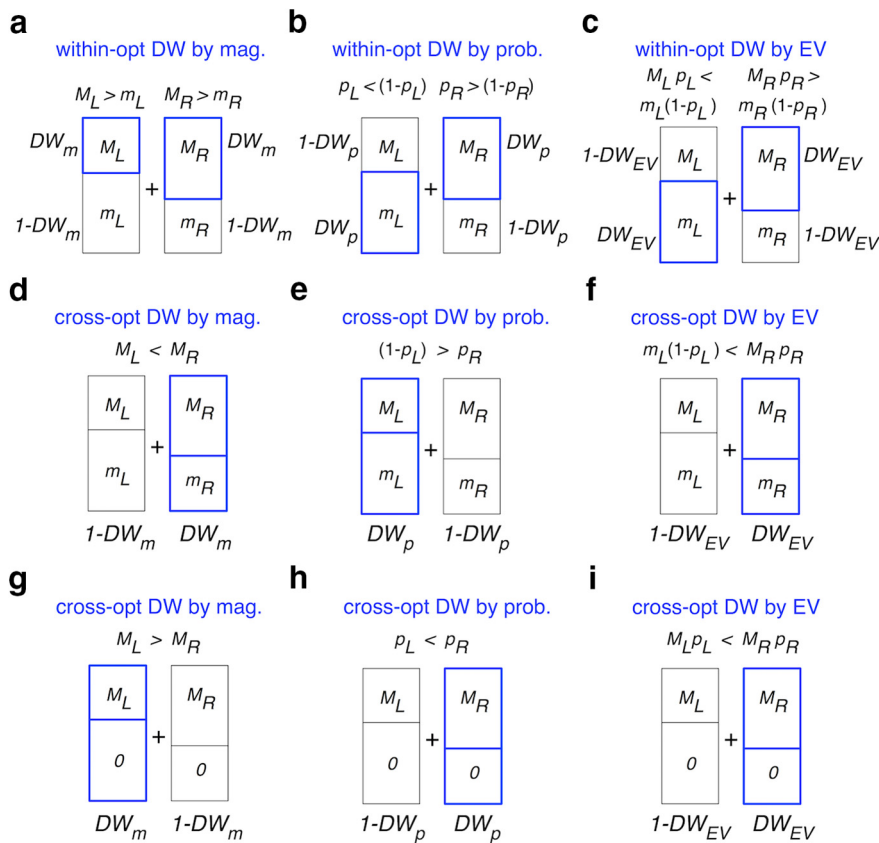 a
within-opt DW by mag.
M_L > m_L M_R > m_R
DW_m M_L + M_R DW_m
1-DW_m m_L m_R 1-DW_m
b
within-opt DW by prob.
p_L < (1-p_L) p_R > (1-p_R)
1-DW_p M_L + M_R DW_p
DW_p m_L m_R 1-DW_p
c
within-opt DW by EV
M_L p_L < M_R p_R >
m_L(1-p_L) m_R(1-p_R)
1-DW_EV M_L + M_R DW_EV
DW_EV m_L m_R 1-DW_EV
d
cross-opt DW by mag.
M_L < M_R
M_L + M_R
m_L m_R
1-DW_m DW_m
e
cross-opt DW by prob.
(1-p_L) > p_R
M_L + M_R
m_L m_R
DW_p 1-DW_p
f
cross-opt DW by EV
m_L(1-p_L) < M_R p_R
M_L + M_R
m_L m_R
1-DW_EV DW_EV
g
cross-opt DW by mag.
M_L > M_R
M_L + M_R
0 0
DW_m 1-DW_m
h
cross-opt DW by prob.
p_L < p_R
M_L + M_R
0 0
1-DW_p DW_p
i
cross-opt DW by EV
M_L p_L < M_R p_R
M_L + M_R
0 0
1-DW_EV DW_EV